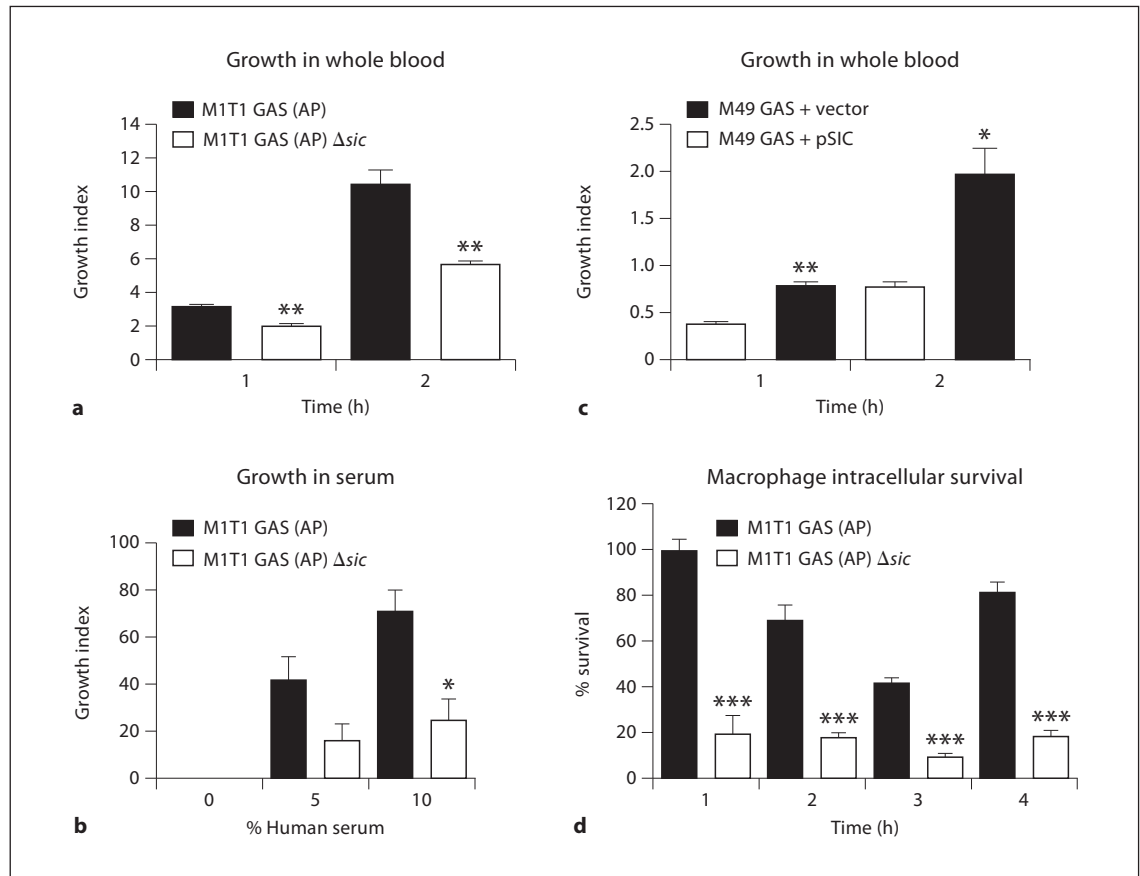 Growth in whole blood
M1T1 GAS (AP)
M1T1 GAS (AP) Δsic
14
12
10
8
6
4
2
0
Growth index
**
**
1 2
Time (h)
a
Growth in whole blood
M49 GAS + vector
M49 GAS + pSIC
2.5
2.0
1.5
1.0
0.5
0
Growth index
**
*
1 2
Time (h)
c
Growth in serum
M1T1 GAS (AP)
M1T1 GAS (AP) Δsic
100
80
60
40
20
0
Growth index
*
0 5 10
% Human serum
b
Macrophage intracellular survival
M1T1 GAS (AP)
M1T1 GAS (AP) Δsic
120
100
80
60
40
20
0
% survival
***
***
***
***
1 2 3 4
Time (h)
d